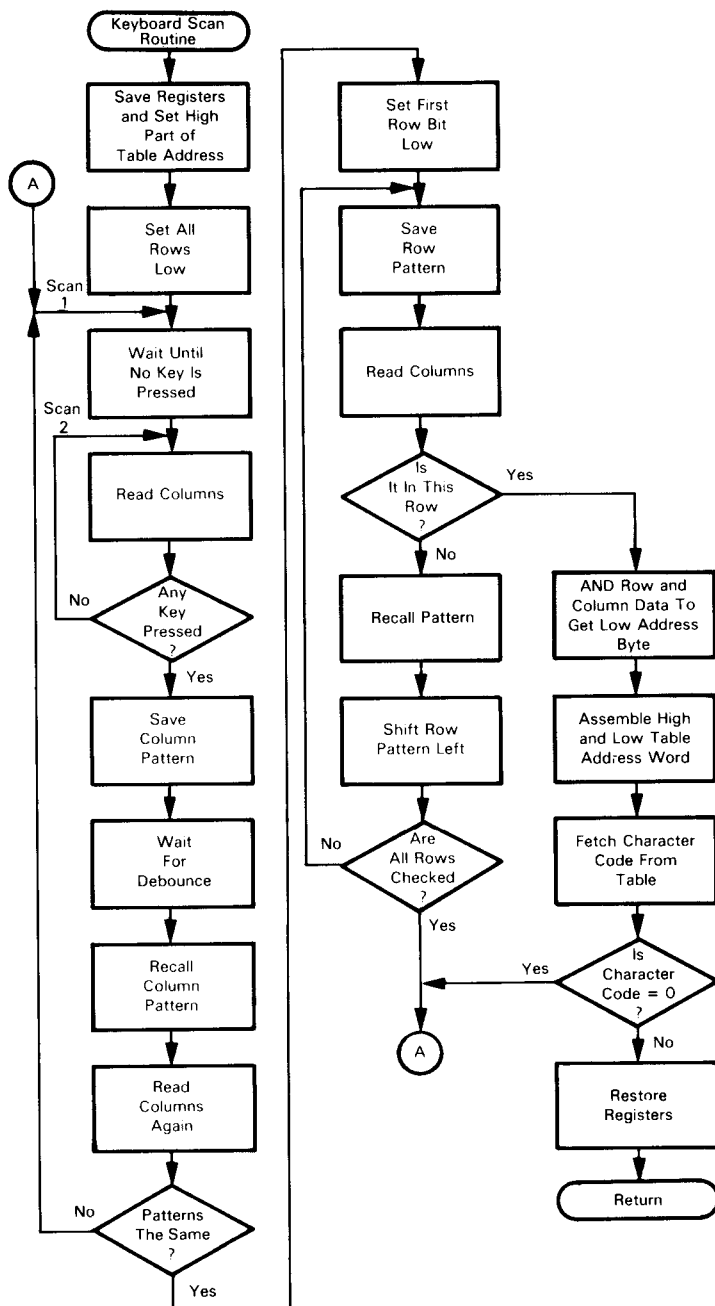 Keyboard Scan
Routine
Save Registers
and Set High
Part of
Table Address
A
Set All
Rows
Low
Scan
1
Wait Until
No Key Is
Pressed
Scan
2
Read Columns
Any
Key
Pressed
?
No
Yes
Save
Column
Pattern
Wait
For
Debounce
Recall
Column
Pattern
Read
Columns
Again
Patterns
The Same
?
No
Yes
Set First
Row Bit
Low
Save
Row
Pattern
Read Columns
Is
It In This
Row
?
Yes
No
Recall Pattern
Shift Row
Pattern Left
Are
All Rows
Checked
?
No
Yes
A
AND Row and
Column Data To
Get Low Address
Byte
Assemble High
and Low Table
Address Word
Fetch Character
Code From
Table
Is
Character
Code = 0
?
Yes
No
Restore
Registers
Return